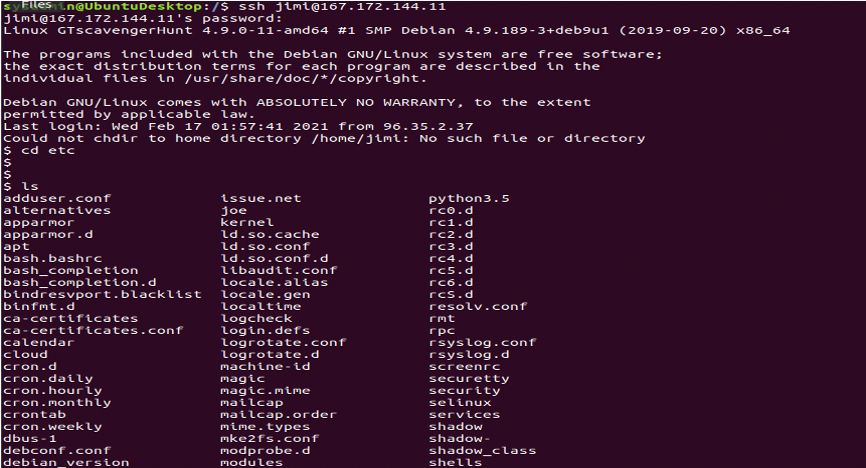 Files
sysadmin@UbuntuDesktop:/$ ssh jimi@167.172.144.11
jimi@167.172.144.11's password:
Linux GTscavengerHunt 4.9.0-11-amd64 #1 SMP Debian 4.9.189-3+deb9u1 (2019-09-20) x86_64
The programs included with the Debian GNU/Linux system are free software;
the exact distribution terms for each program are described in the
individual files in /usr/share/doc/*/copyright.
Debian GNU/Linux comes with ABSOLUTELY NO WARRANTY, to the extent
permitted by applicable law.
Last login: Wed Feb 17 01:57:41 2021 from 96.35.2.37
Could not chdir to home directory /home/jimi: No such file or directory
$ cd etc
$
$
$ ls
adduser.conf issue.net python3.5
alternatives joe rc0.d
apparmor kernel rc1.d
apparmor.d ld.so.cache rc2.d
apt ld.so.conf rc3.d
bash.bashrc ld.so.conf.d rc4.d
bash_completion libaudit.conf rc5.d
bash_completion.d locale.alias rc6.d
bindresvport.blacklist locale.gen rcS.d
binfmt.d localtime resolv.conf
ca-certificates logcheck rmt
ca-certificates.conf login.defs rpc
calendar logrotate.conf rsyslog.conf
cloud logrotate.d rsyslog.d
cron.d machine-id screenrc
cron.daily magic securetty
cron.hourly magic.mime security
cron.monthly mailcap selinux
crontab mailcap.order services
cron.weekly mime.types shadow
dbus-1 mke2fs.conf shadow-
debconf.conf modprobe.d shadow_class
debian_version modules shells